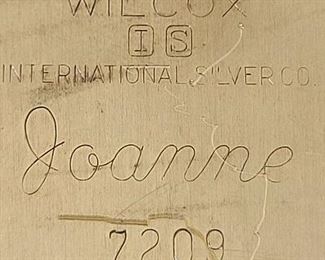 WILCOX
IS
INTERNATIONAL SILVER CO.
Joanne
7209